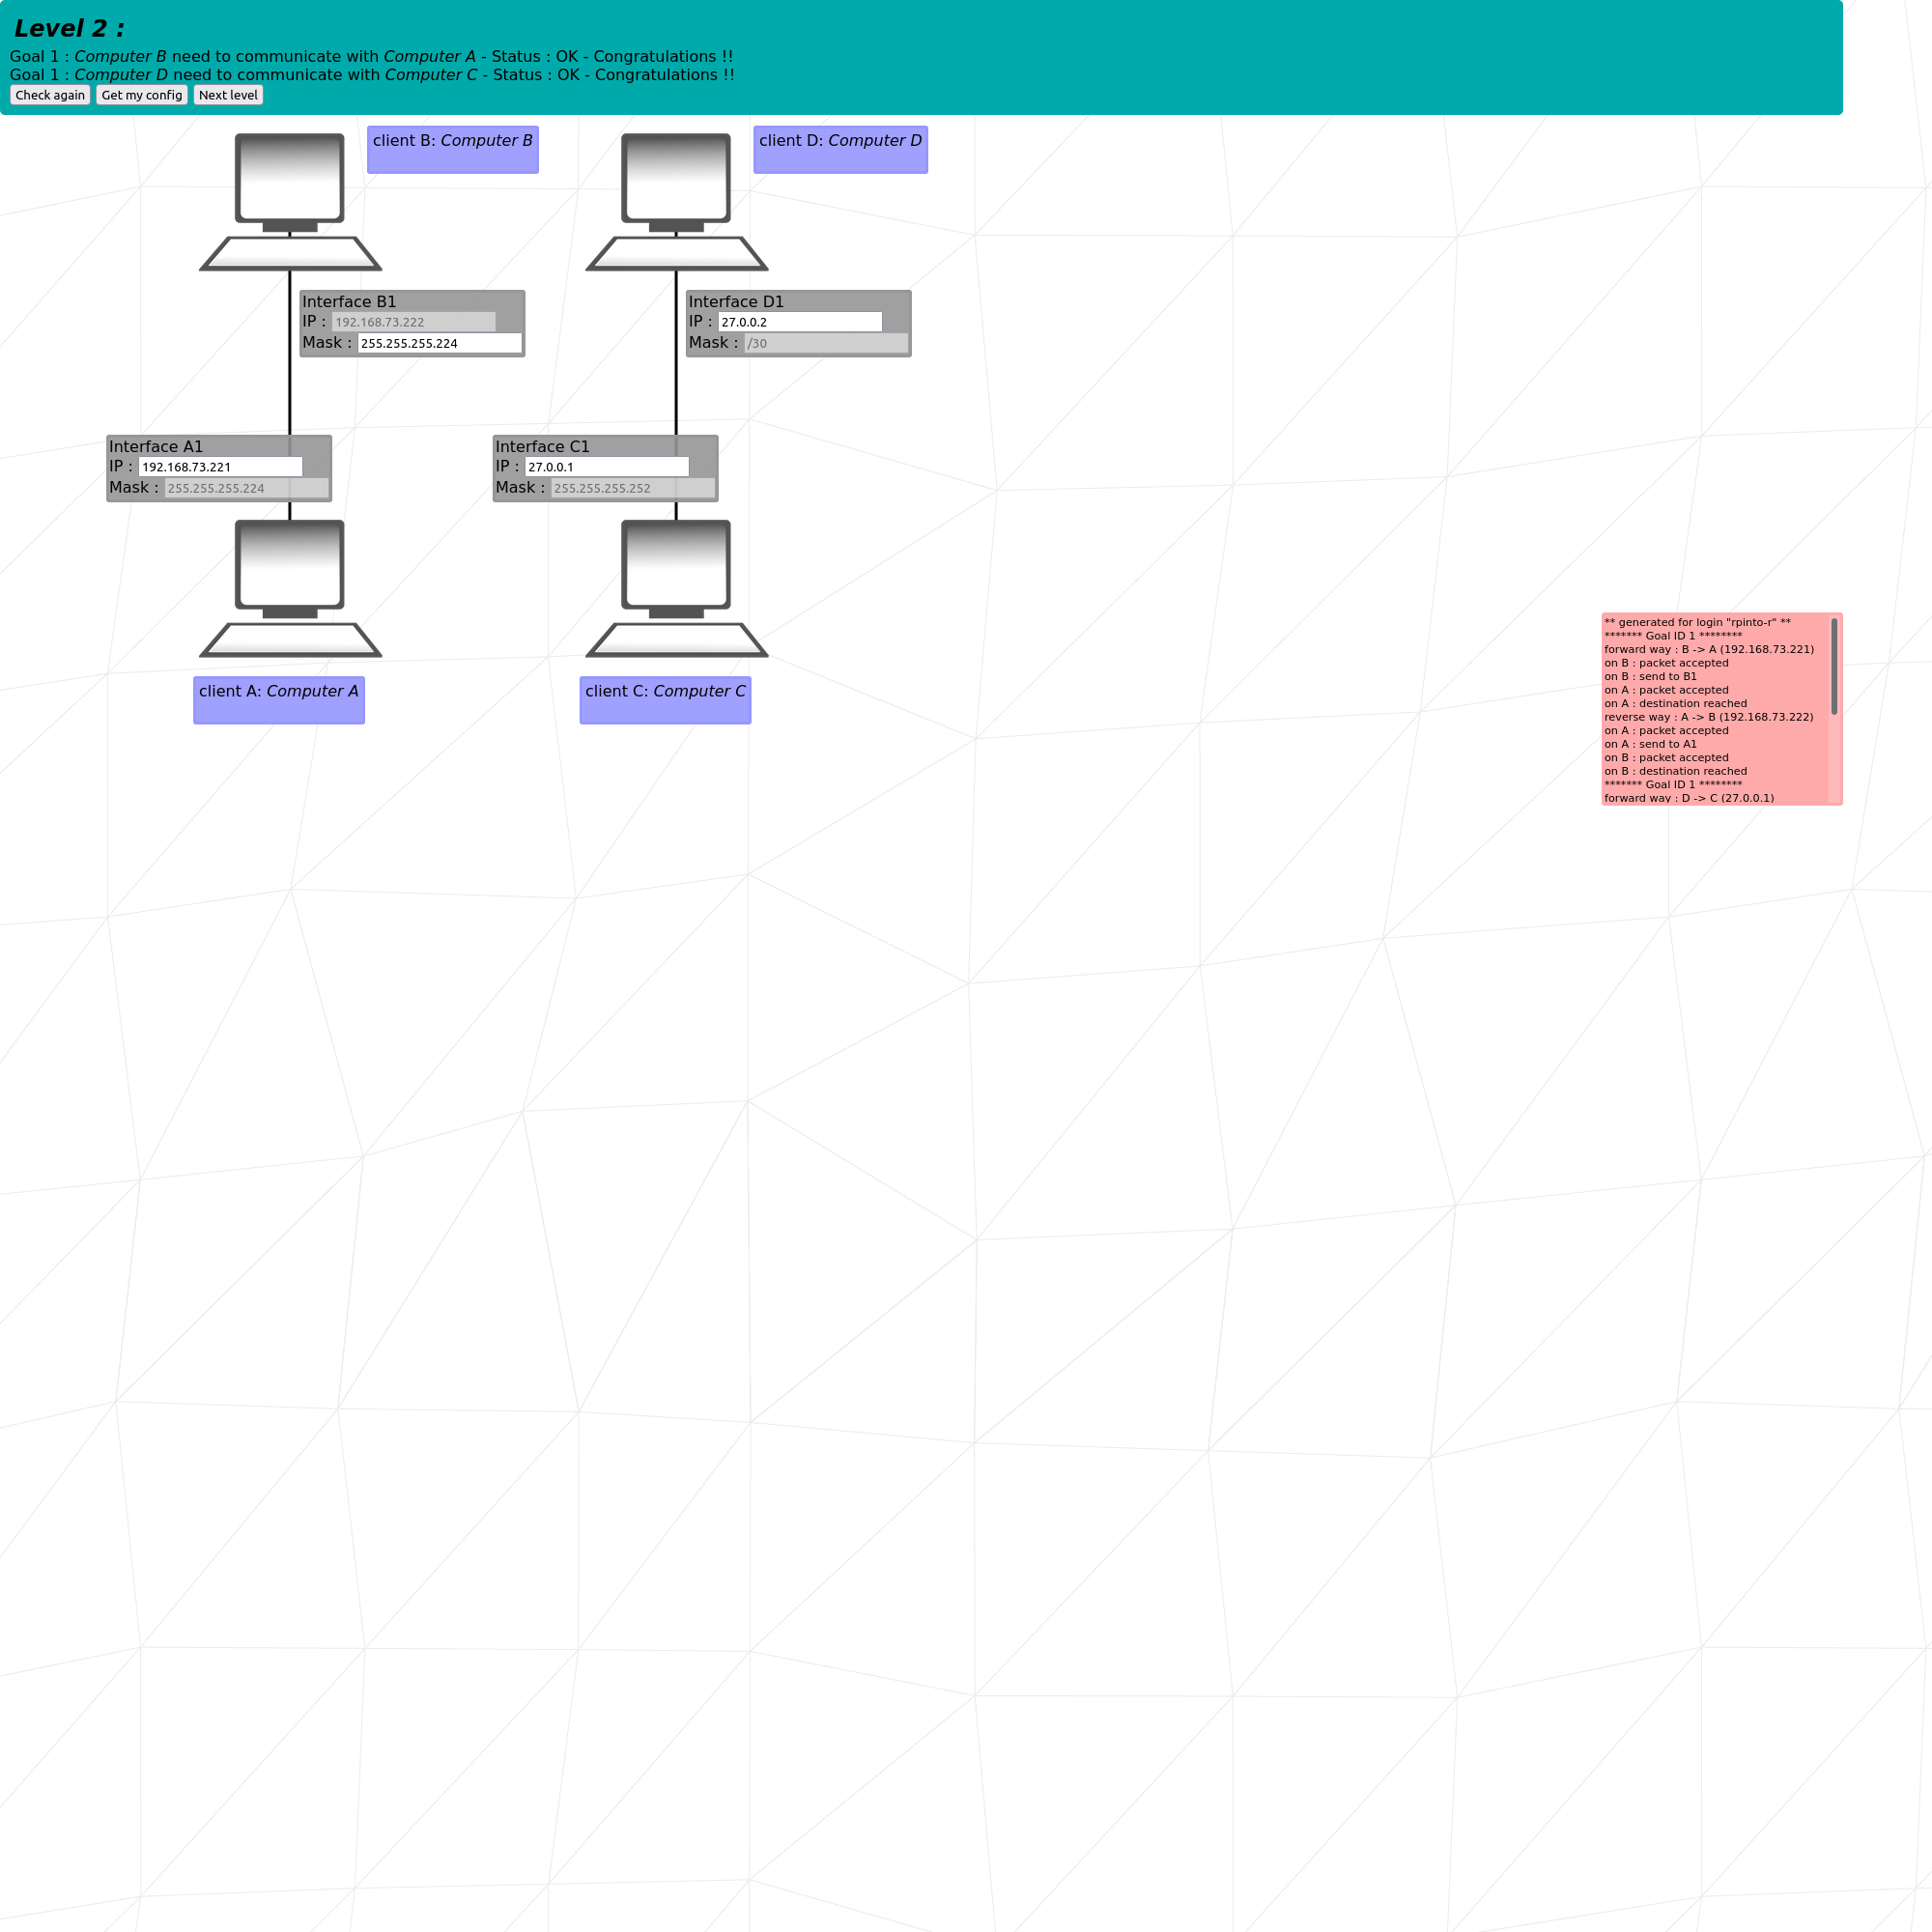 Level 2 :
Goal 1 : Computer B need to communicate with Computer A - Status : OK - Congratulations !!
Goal 1 : Computer D need to communicate with Computer C - Status : OK - Congratulations !!
Check again Get my config Next level
client B: Computer B
client D: Computer D
Interface B1
IP : 192.168.73.222
Mask : 255.255.255.224
Interface D1
IP : 27.0.0.2
Mask : /30
Interface A1
IP : 192.168.73.221
Mask : 255.255.255.224
Interface C1
IP : 27.0.0.1
Mask : 255.255.255.252
client A: Computer A
client C: Computer C
** generated for login "rpinto-r" **
******* Goal ID 1 ********
forward way : B -> A (192.168.73.221)
on B : packet accepted
on B : send to B1
on A : packet accepted
on A : destination reached
reverse way : A -> B (192.168.73.222)
on A : packet accepted
on A : send to A1
on B : packet accepted
on B : destination reached
******* Goal ID 1 ********
forward way : D -> C (27.0.0.1)